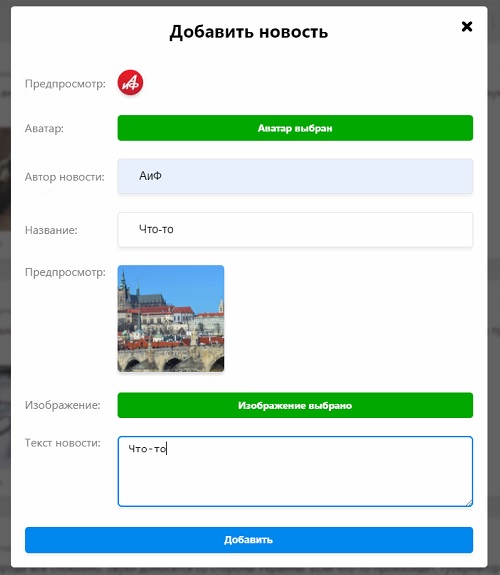 Добавить новость
Предпросмотр:
АиФ
Аватар:
Аватар выбран
Автор новости:
АиФ
Название:
Что-то
Предпросмотр:
Изображение:
Изображение выбрано
Текст новости:
Что-то
Добавить